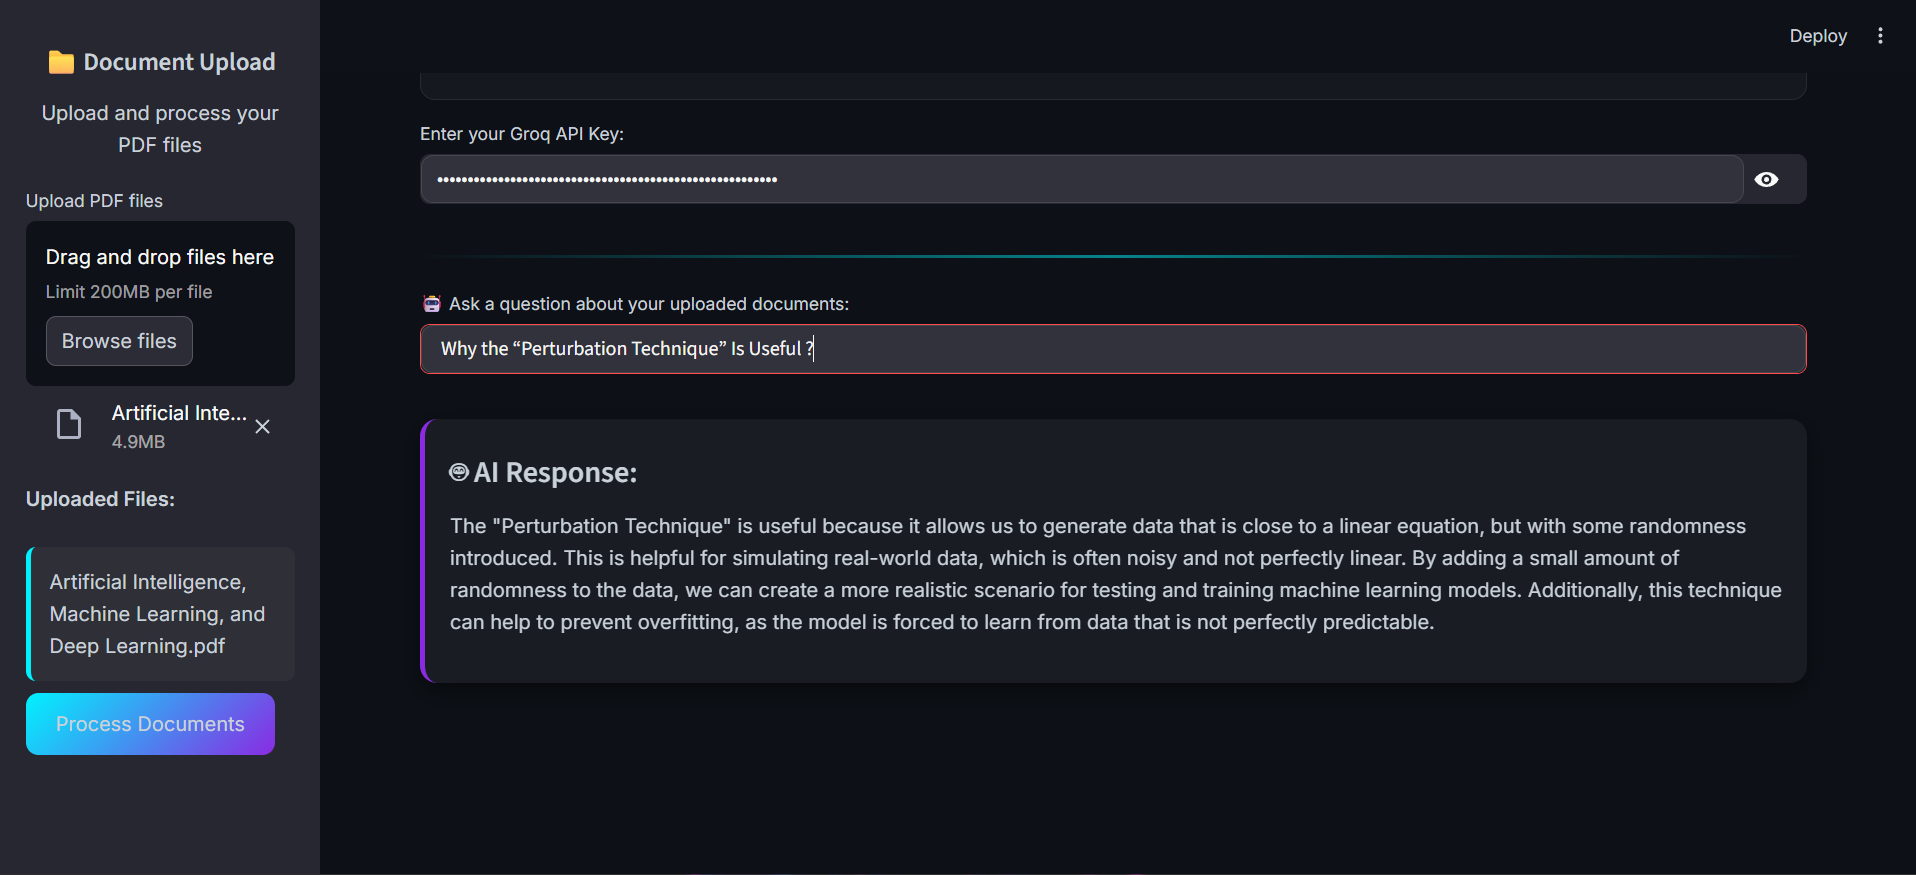 Document Upload
Upload and process your
PDF files
Upload PDF files
Drag and drop files here
Limit 200MB per file
Browse files
Artificial Inte...
4.9MB
Uploaded Files:
Artificial Intelligence,
Machine Learning, and
Deep Learning.pdf
Process Documents
Deploy
Enter your Groq API Key:
Ask a question about your uploaded documents:
Why the “Perturbation Technique” Is Useful ?
AI Response:
The "Perturbation Technique" is useful because it allows us to generate data that is close to a linear equation, but with some randomness
introduced. This is helpful for simulating real-world data, which is often noisy and not perfectly linear. By adding a small amount of
randomness to the data, we can create a more realistic scenario for testing and training machine learning models. Additionally, this technique
can help to prevent overfitting, as the model is forced to learn from data that is not perfectly predictable.